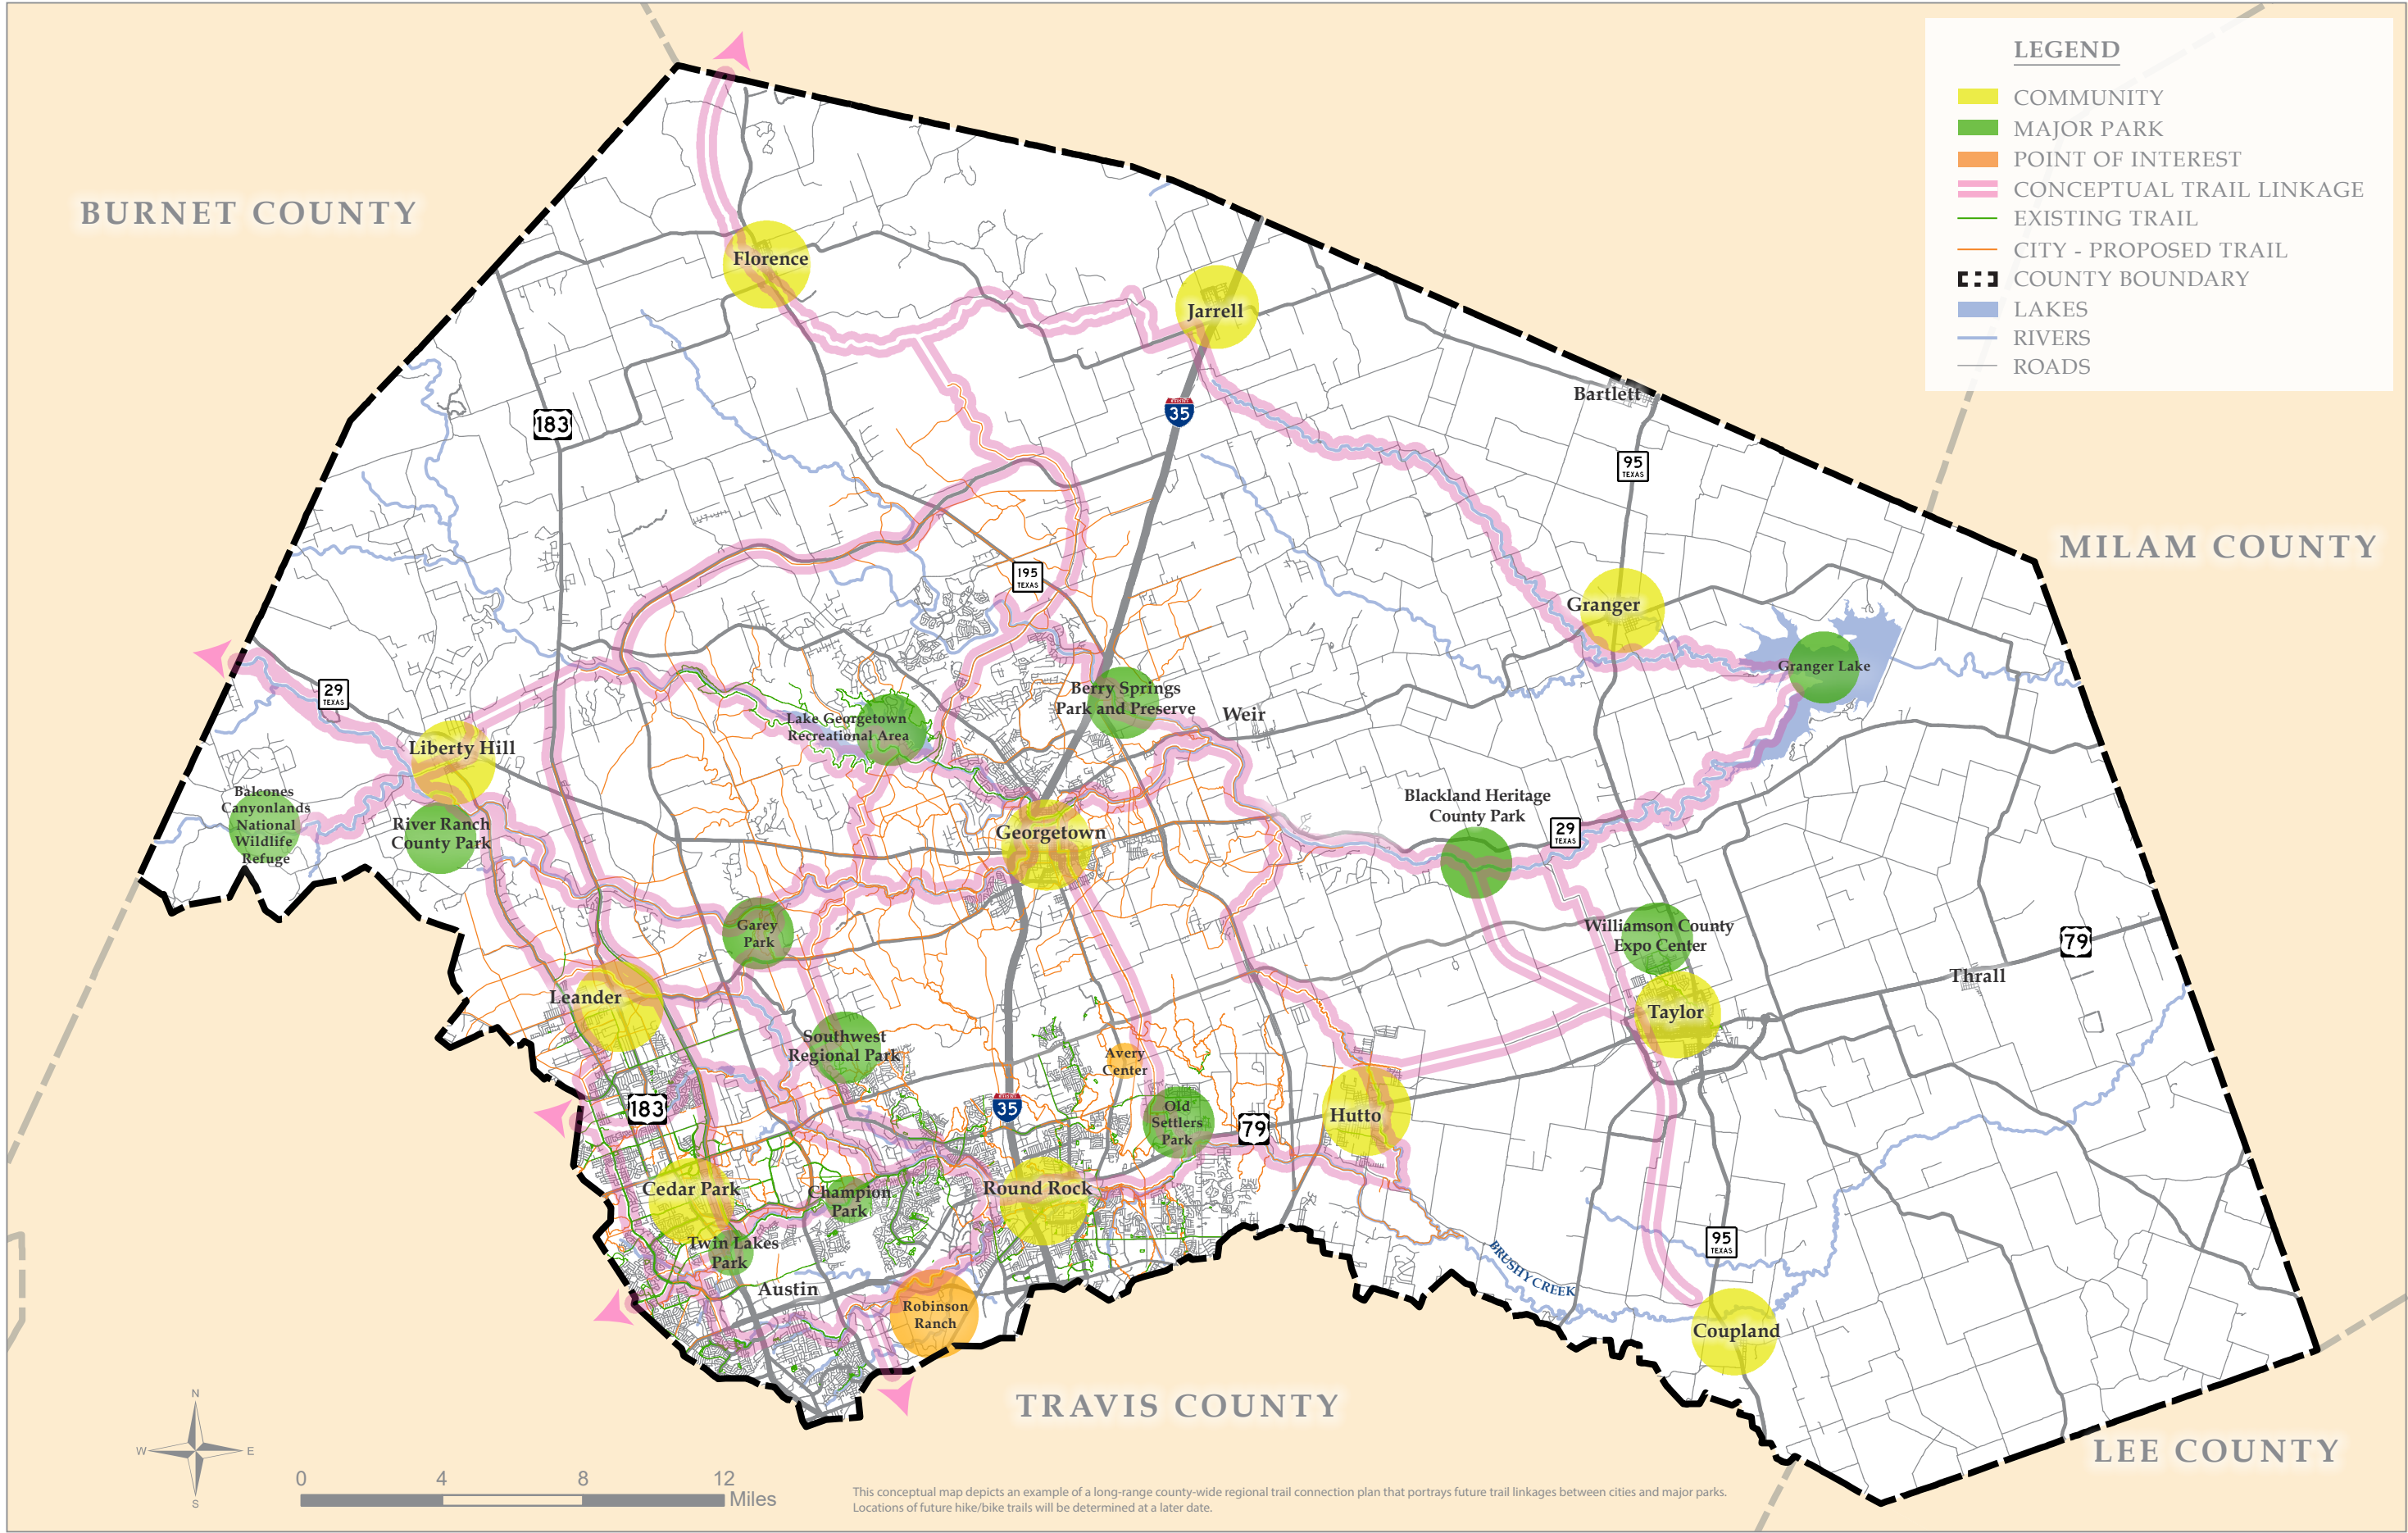 LEGEND
COMMUNITY
MAJOR PARK
POINT OF INTEREST
CONCEPTUAL TRAIL LINKAGE
EXISTING TRAIL
CITY - PROPOSED TRAIL
COUNTY BOUNDARY
LAKES
RIVERS
ROADS
BURNET COUNTY
Florence
Jarrell
Bartlett
35
183
95
TEXAS
MILAM COUNTY
195
TEXAS
Granger
Granger Lake
29
TEXAS
Berry Springs
Park and Preserve
Weir
Lake Georgetown
Recreational Area
Liberty Hill
Balcones
Canyonlands
National
Wildlife
Refuge
River Ranch
County Park
Georgetown
Blackland Heritage
County Park
29
TEXAS
Garey
Park
Williamson County
Expo Center
79
Thrall
Leander
Taylor
Southwest
Regional Park
Avery
Center
183
35
Old
Settlers
Park
79
Hutto
Cedar Park
Champion
Park
Round Rock
Twin Lakes
Park
Austin
95
TEXAS
BRUSHY CREEK
Robinson
Ranch
Coupland
TRAVIS COUNTY
LEE COUNTY
N
W
E
S
0
4
8
12
Miles
This conceptual map depicts an example of a long-range county-wide regional trail connection plan that portrays future trail linkages between cities and major parks.
Locations of future hike/bike trails will be determined at a later date.